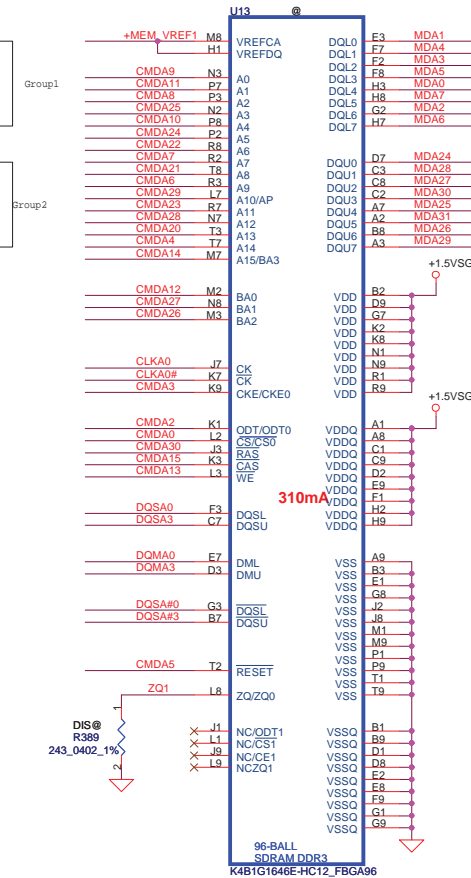 U13 @
+MEM_VREF1 M8 VREFCA DQL0 E3 MDA1
H1 VREFDQ DQL1 F7 MDA4
DQL2 F2 MDA3
CMDA9 N3 A0 DQL3 F8 MDA5
CMDA11 P7 A1 DQL4 H3 MDA0
CMDA8 P3 A2 DQL5 H8 MDA7
CMDA25 N2 A3 DQL6 G2 MDA2
CMDA10 P8 A4 DQL7 H7 MDA6
CMDA24 P2 A5
CMDA22 R8 A6
CMDA7 R2 A7 DQU0 D7 MDA24
CMDA21 T8 A8 DQU1 C3 MDA28
CMDA6 R3 A9 DQU2 C8 MDA27
CMDA29 L7 A10/AP DQU3 C2 MDA30
CMDA23 R7 A11 DQU4 A7 MDA25
CMDA28 N7 A12 DQU5 A2 MDA31
CMDA20 T3 A13 DQU6 B8 MDA26
CMDA4 T7 A14 DQU7 A3 MDA29
CMDA14 M7 A15/BA3
Group1
Group2
+1.5VSG
CMDA12 M2 BA0 VDD B2
CMDA27 N8 BA1 VDD D9
CMDA26 M3 BA2 VDD G7
VDD K2
VDD K8
VDD N1
CLKA0 J7 CK VDD N9
CLKA0# K7 CK VDD R1
CMDA3 K9 CKE/CKE0 VDD R9
+1.5VSG
CMDA2 K1 ODT/ODT0 VDDQ A1
CMDA0 L2 CS/CS0 VDDQ A8
CMDA30 J3 RAS VDDQ C1
CMDA15 K3 CAS VDDQ C9
CMDA13 L3 WE VDDQ D2
VDDQ E9
310mA VDDQ F1
DQSA0 F3 DQSL VDDQ H2
DQSA3 C7 DQSU VDDQ H9
DQMA0 E7 DML VSS A9
DQMA3 D3 DMU VSS B3
VSS E1
VSS G8
DQSA#0 G3 DQSL VSS J2
DQSA#3 B7 DQSU VSS J8
VSS M1
VSS M9
VSS P1
CMDA5 T2 RESET VSS P9
VSS T1
ZQ1 L8 ZQ/ZQ0 VSS T9
1
DIS@
R389
243_0402_1%
2
J1 NC/ODT1 VSSQ B1
L1 NC/CS1 VSSQ B9
J9 NC/CE1 VSSQ D1
L9 NCZQ1 VSSQ D8
VSSQ E2
VSSQ E8
VSSQ F9
VSSQ G1
VSSQ G9
96-BALL
SDRAM DDR3
K4B1G1646E-HC12_FBGA96